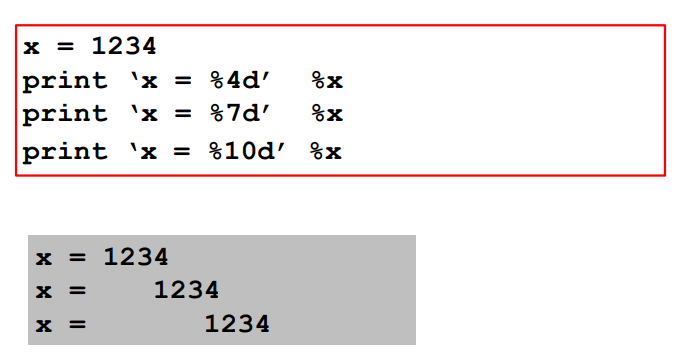 x = 1234
print ‘x = %4d’  %x
print ‘x = %7d’  %x
print ‘x = %10d’ %x
x = 1234
x =    1234
x =       1234